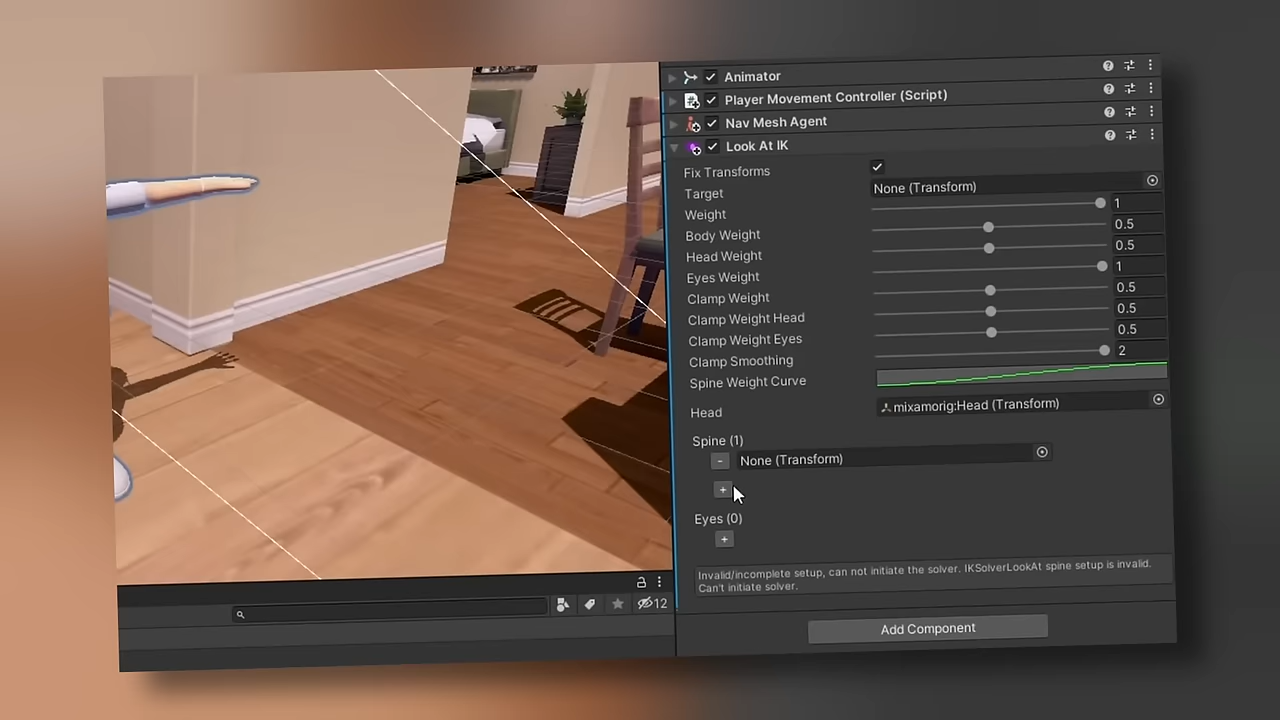 Animator
Player Movement Controller (Script)
Nav Mesh Agent
Look At IK
Fix Transforms
Target None (Transform)
Weight 1
Body Weight 0.5
Head Weight 0.5
Eyes Weight 1
Clamp Weight 0.5
Clamp Weight Head 0.5
Clamp Weight Eyes 0.5
Clamp Smoothing 2
Spine Weight Curve
Head mixamorig:Head (Transform)
Spine (1)
- None (Transform)
+
Eyes (0)
+
Invalid/incomplete setup, can not initiate the solver. IKSolverLookAt spine setup is invalid.
Can't initiate solver.
12
Add Component